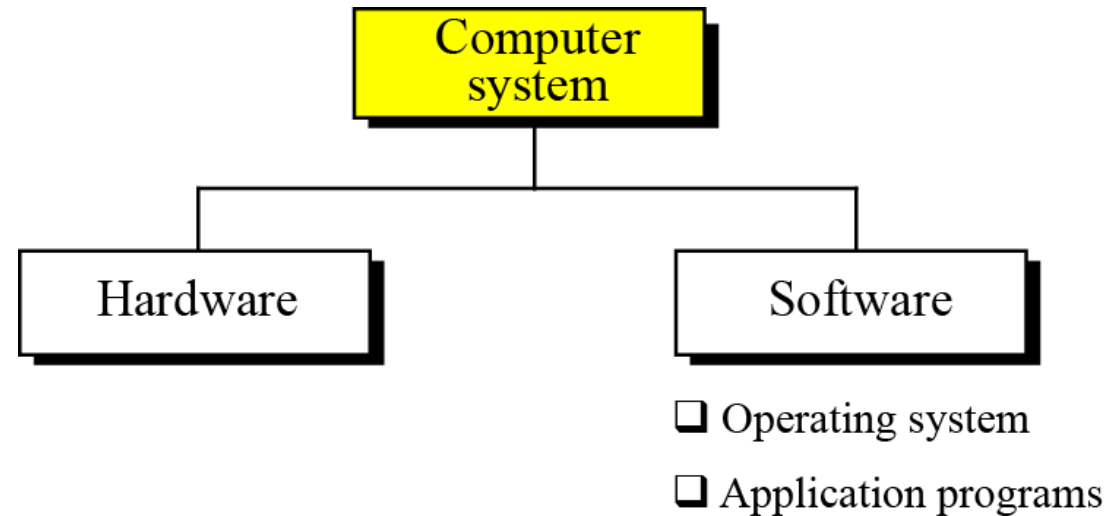 Computer
system
Hardware
Software
Operating system
Application programs